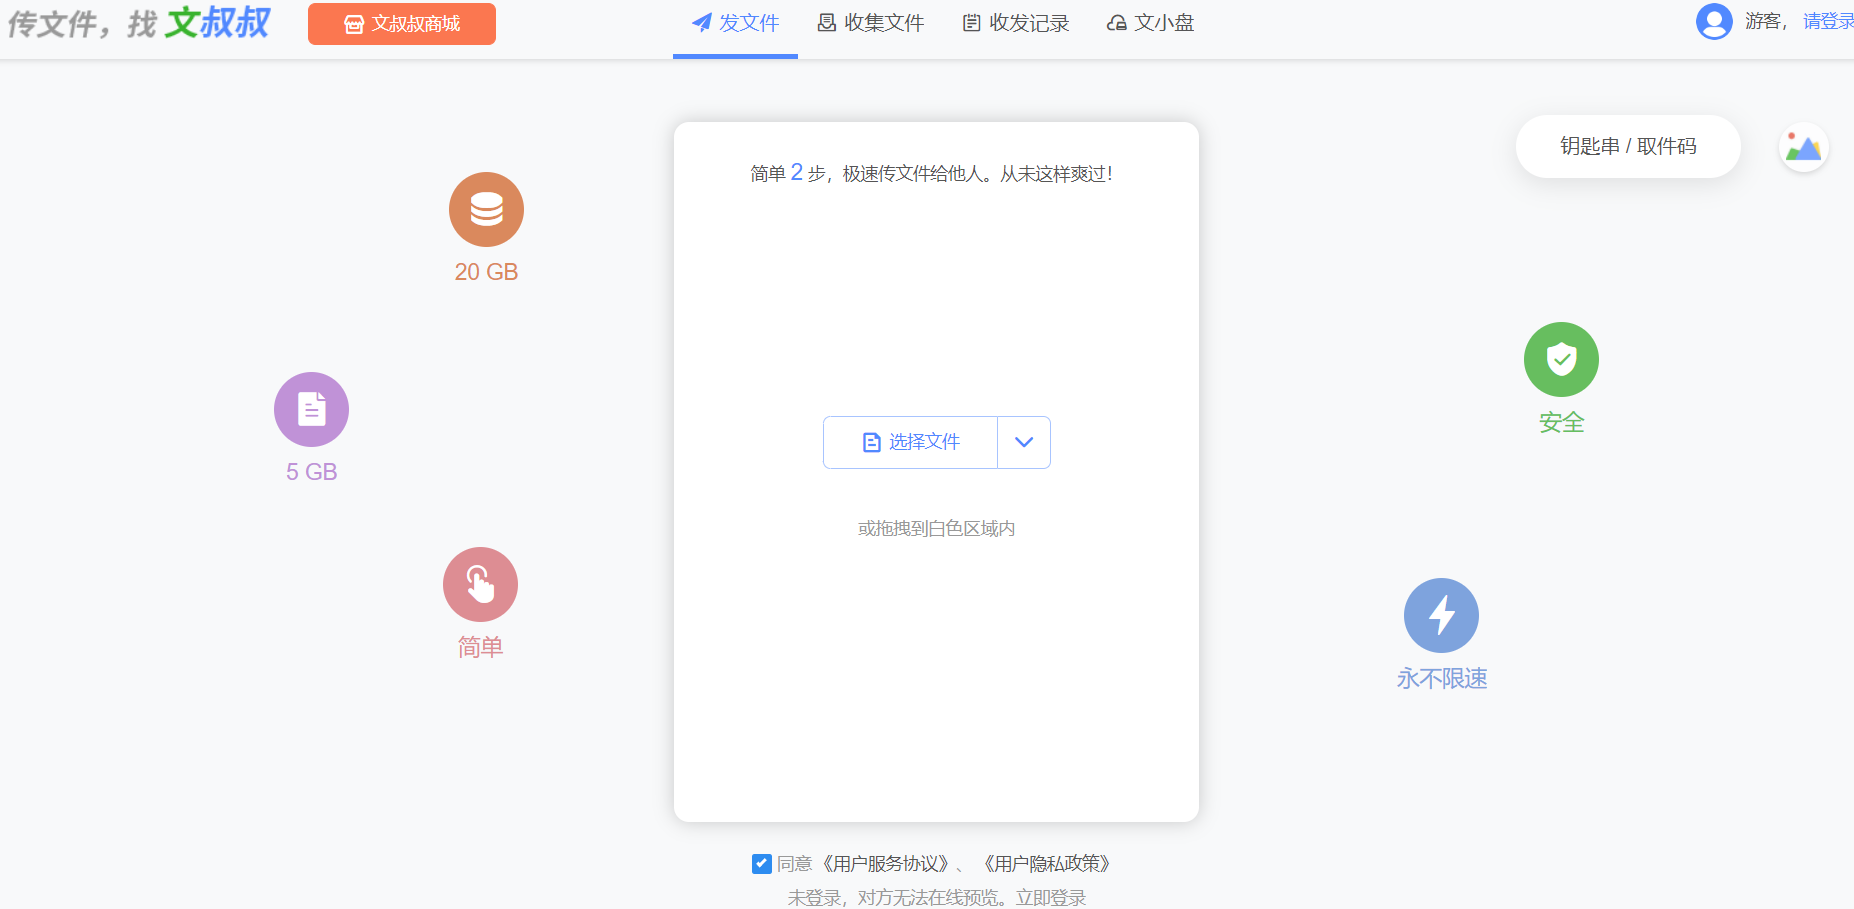 传文件，找 文叔叔
文叔叔商城
发文件
收集文件
收发记录
文小盘
游客，请登录
钥匙串 / 取件码
简单 2 步，极速传文件给他人。从未这样爽过！
20 GB
5 GB
简单
选择文件
或拖拽到白色区域内
安全
永不限速
同意《用户服务协议》、《用户隐私政策》
未登录，对方无法在线预览。立即登录